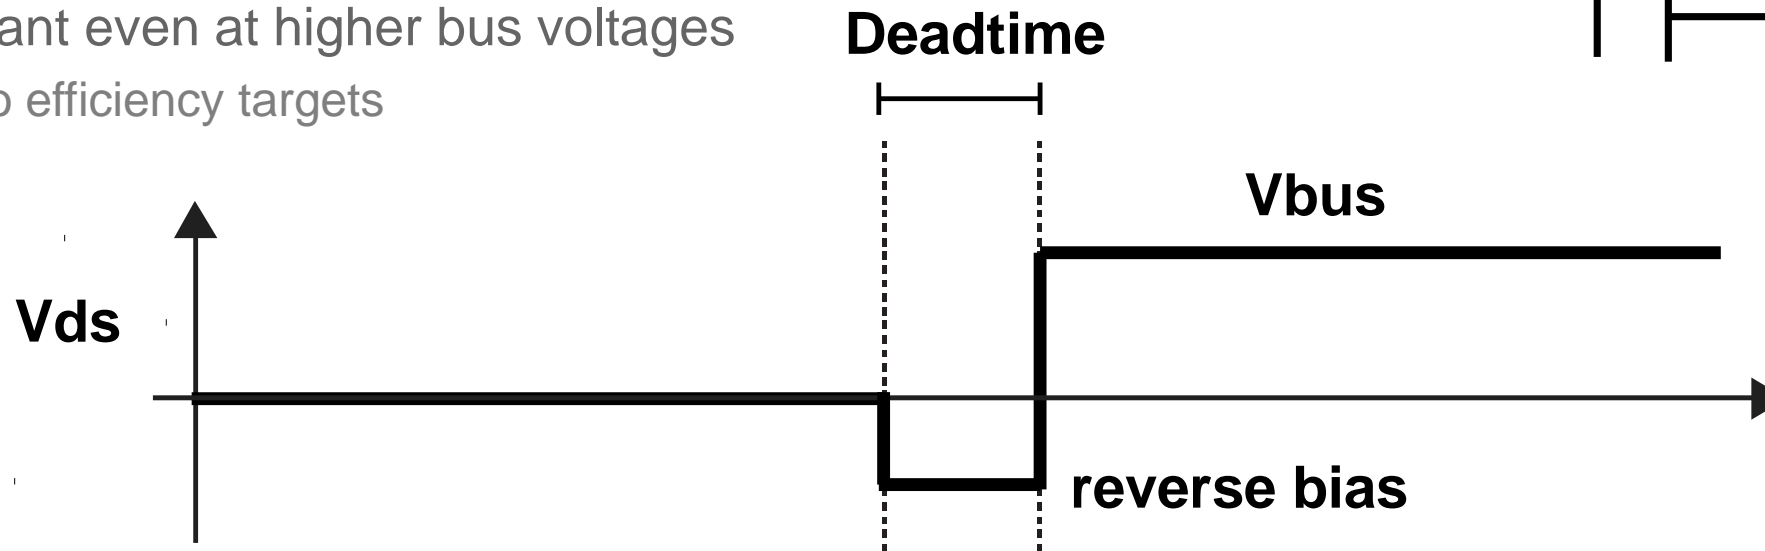 ant even at higher bus voltages
efficiency targets
Deadtime
Vbus
Vds
reverse bias